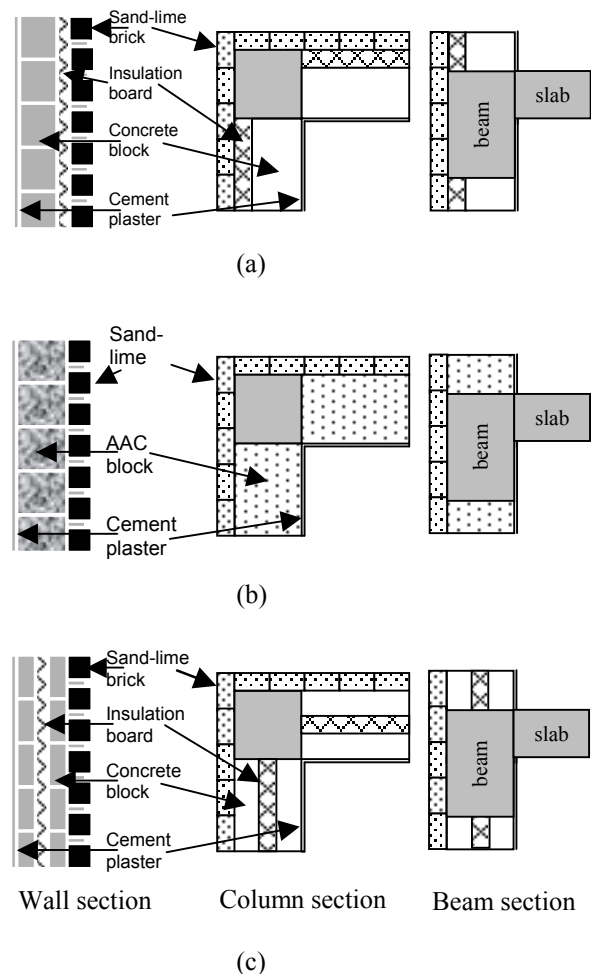 Sand-lime
brick
Insulation
board
Concrete
block
Cement
plaster
beam
slab
(a)
Sand-
lime
AAC
block
Cement
plaster
beam
slab
(b)
Sand-lime
brick
Insulation
board
Concrete
block
Cement
plaster
beam
slab
Wall section
Column section
Beam section
(c)